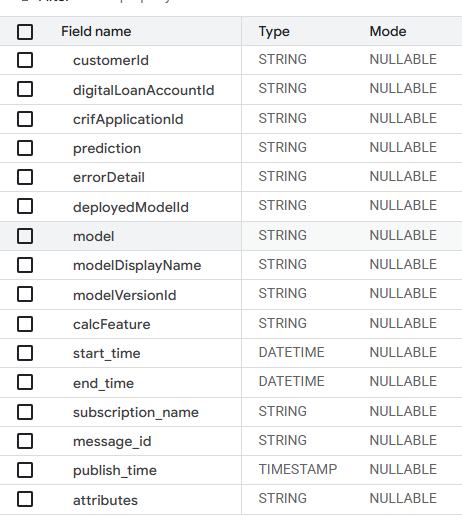 Field name Type Mode
customerId STRING NULLABLE
digitalLoanAccountId STRING NULLABLE
crifApplicationId STRING NULLABLE
prediction STRING NULLABLE
errorDetail STRING NULLABLE
deployedModelId STRING NULLABLE
model STRING NULLABLE
modelDisplayName STRING NULLABLE
modelVersionId STRING NULLABLE
calcFeature STRING NULLABLE
start_time DATETIME NULLABLE
end_time DATETIME NULLABLE
subscription_name STRING NULLABLE
message_id STRING NULLABLE
publish_time TIMESTAMP NULLABLE
attributes STRING NULLABLE